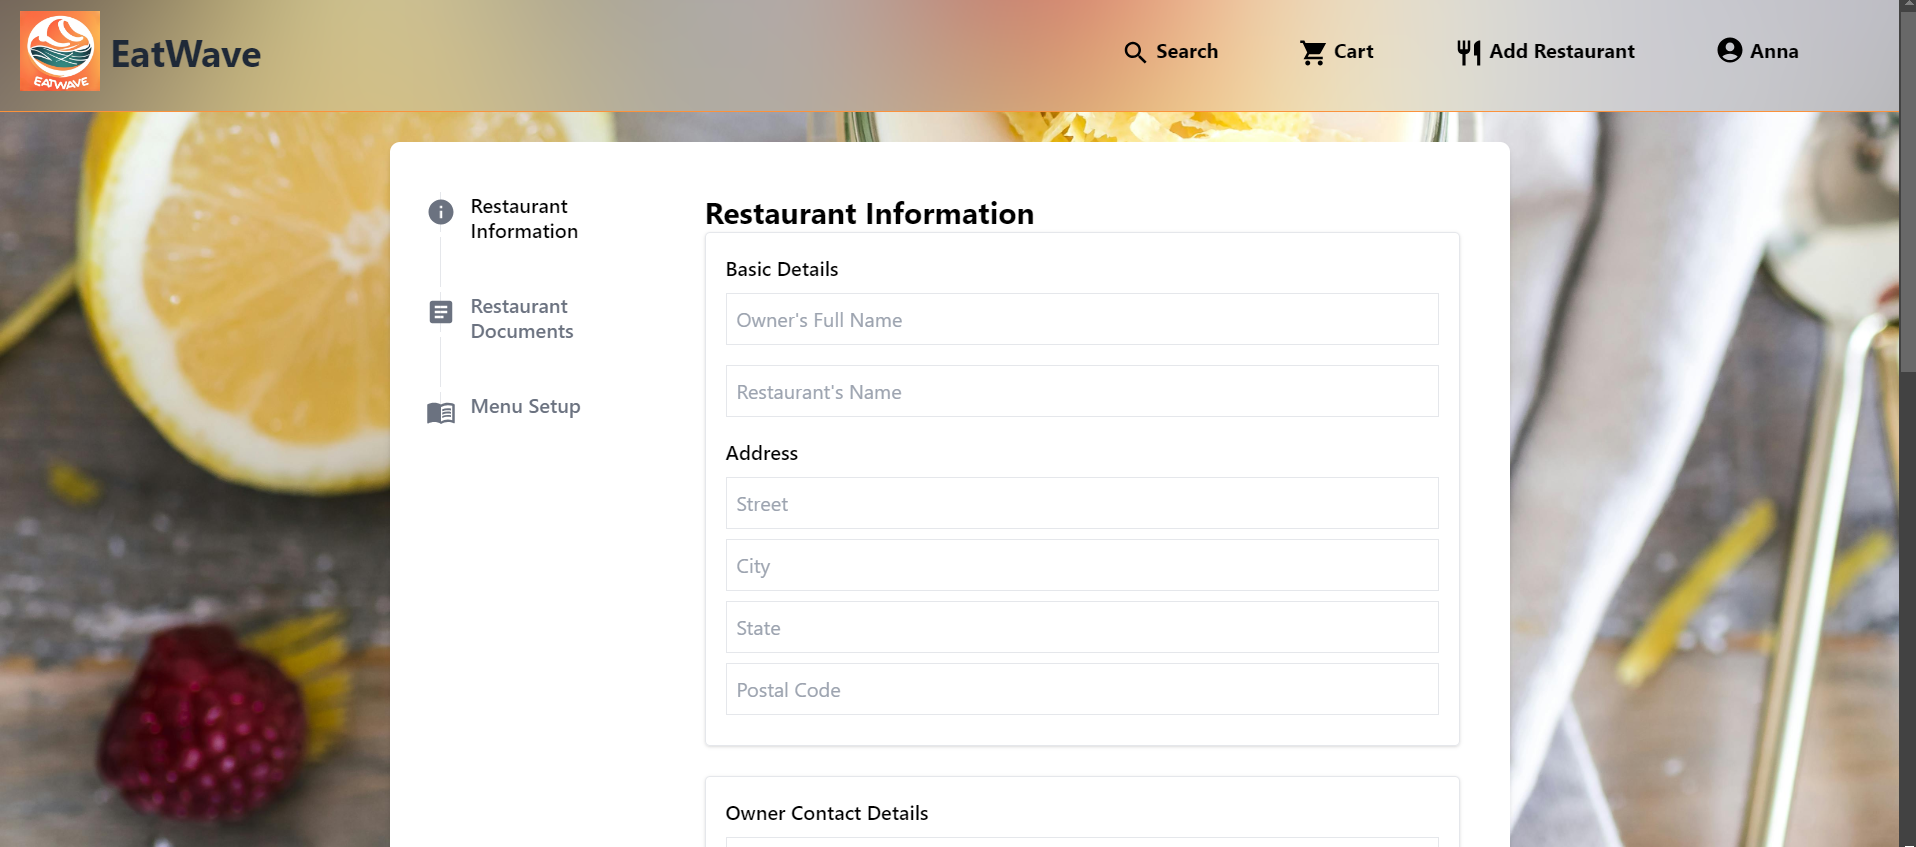 EATWAVE
EatWave
Search
Cart
Add Restaurant
Anna
Restaurant
Information
Restaurant
Documents
Menu Setup
Restaurant Information
Basic Details
Owner's Full Name
Restaurant's Name
Address
Street
City
State
Postal Code
Owner Contact Details